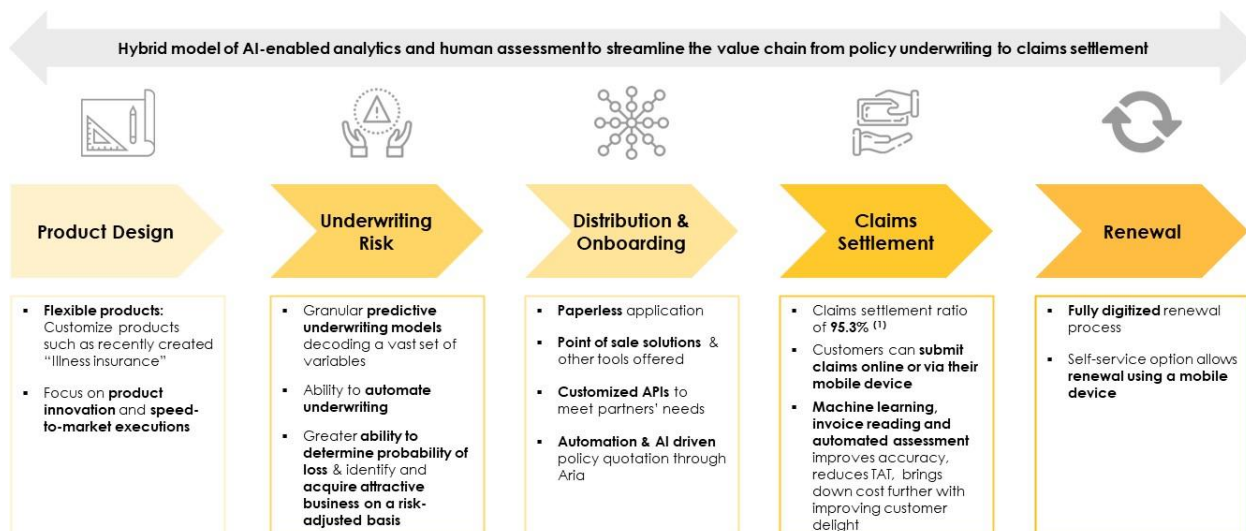 Hybrid model of AI-enabled analytics and human assessment to streamline the value chain from policy underwriting to claims settlement
Product Design
▪ Flexible products:
Customize products
such as recently created
“Illness insurance”
▪ Focus on product
innovation and speed-
to-market executions
Underwriting
Risk
▪ Granular predictive
underwriting models
decoding a vast set of
variables
▪ Ability to automate
underwriting
▪ Greater ability to
determine probability of
loss & identify and
acquire attractive
business on a risk-
adjusted basis
Distribution &
Onboarding
▪ Paperless application
▪ Point of sale solutions &
other tools offered
▪ Customized APIs to
meet partners’ needs
▪ Automation & AI driven
policy quotation through
Aria
Claims
Settlement
▪ Claims settlement ratio
of 95.3% (1)
▪ Customers can submit
claims online or via their
mobile device
▪ Machine learning,
invoice reading and
automated assessment
improves accuracy,
reduces TAT, brings
down cost further with
improving customer
delight
Renewal
▪ Fully digitized renewal
process
▪ Self-service option allows
renewal using a mobile
device